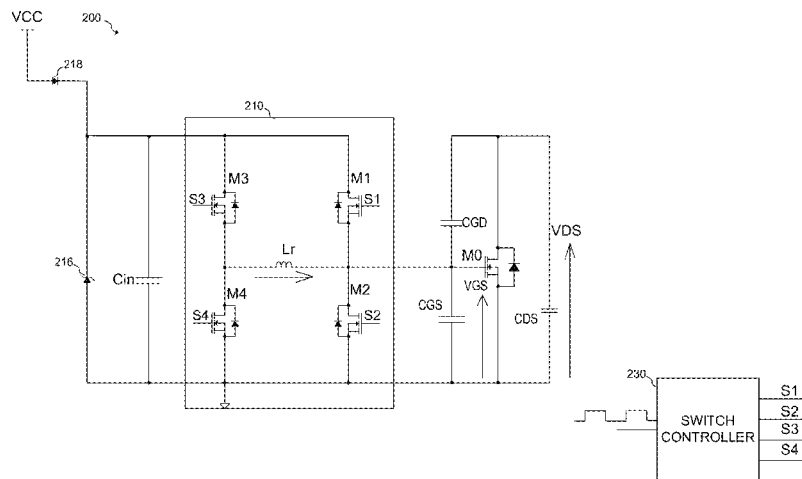 VCC
200
218
210
M3
M1
S3
S1
CGD
VDS
Lr
M0
216
Cin
M4
M2
VGS
S4
S2
CGS
CDS
230
SWITCH
CONTROLLER
S1
S2
S3
S4